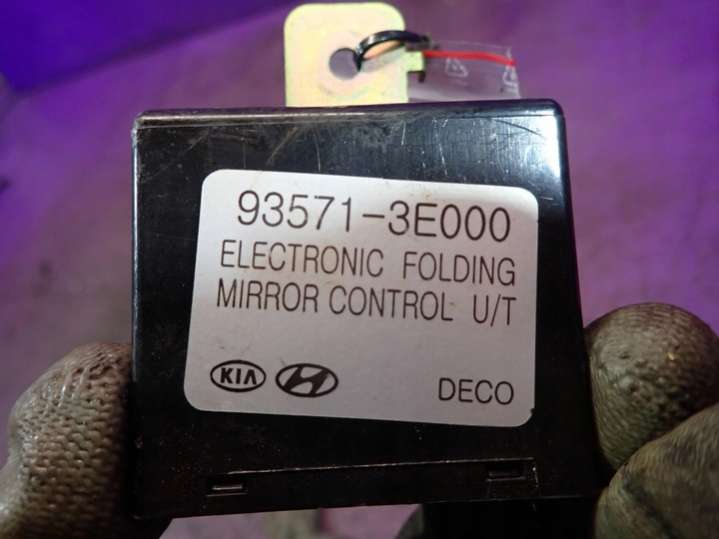 93571-3E000
ELECTRONIC FOLDING
MIRROR CONTROL U/T
KIA
DECO